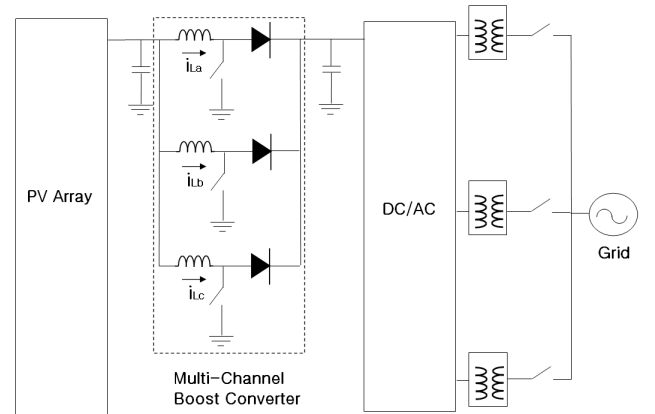 iLa
iLb
PV Array
DC/AC
Grid
iLc
Multi-Channel
Boost Converter